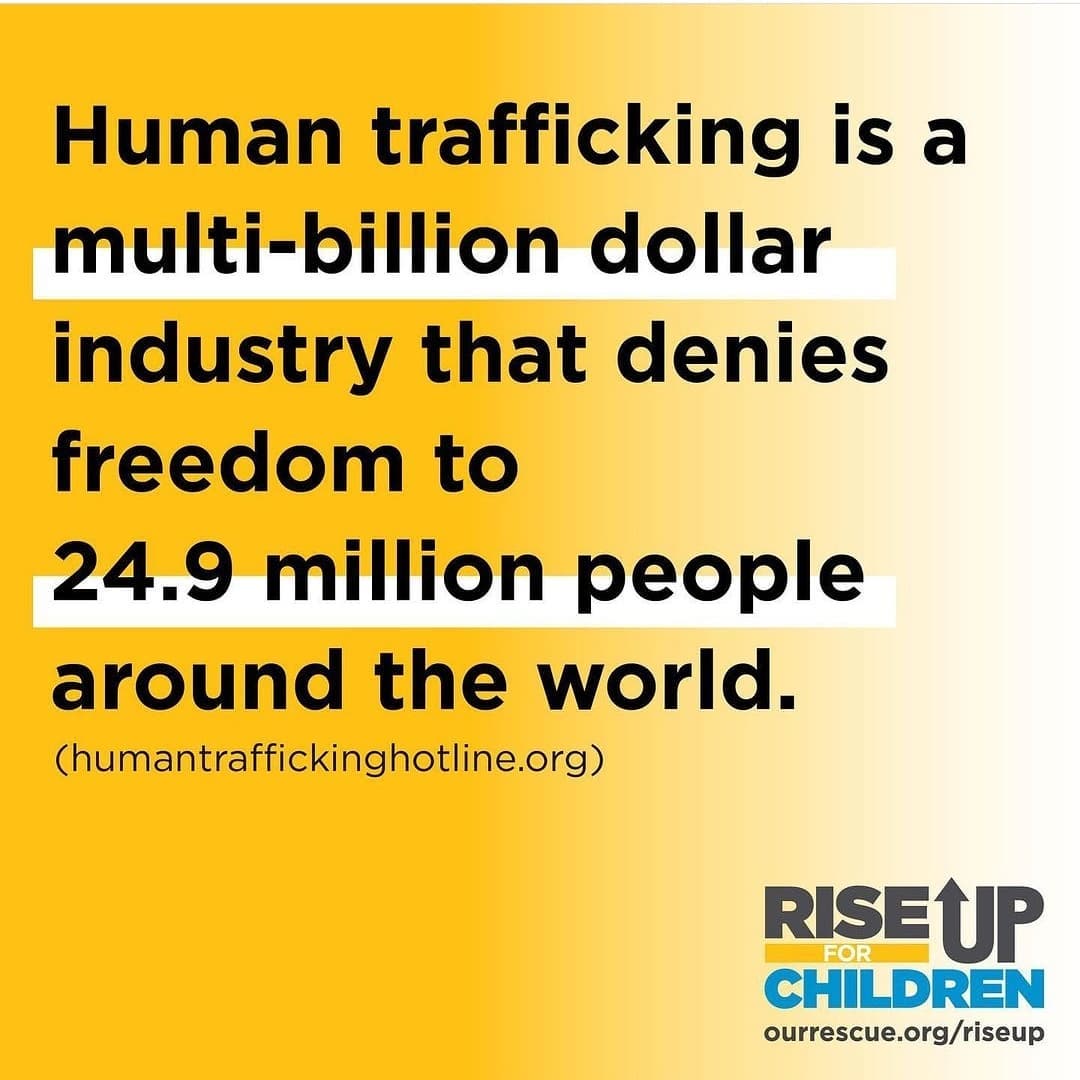 Human trafficking is a
multi-billion dollar
industry that denies
freedom to
24.9 million people
around the world.
(humantraffickinghotline.org)
RISE UP
FOR
CHILDREN
ourrescue.org/riseup